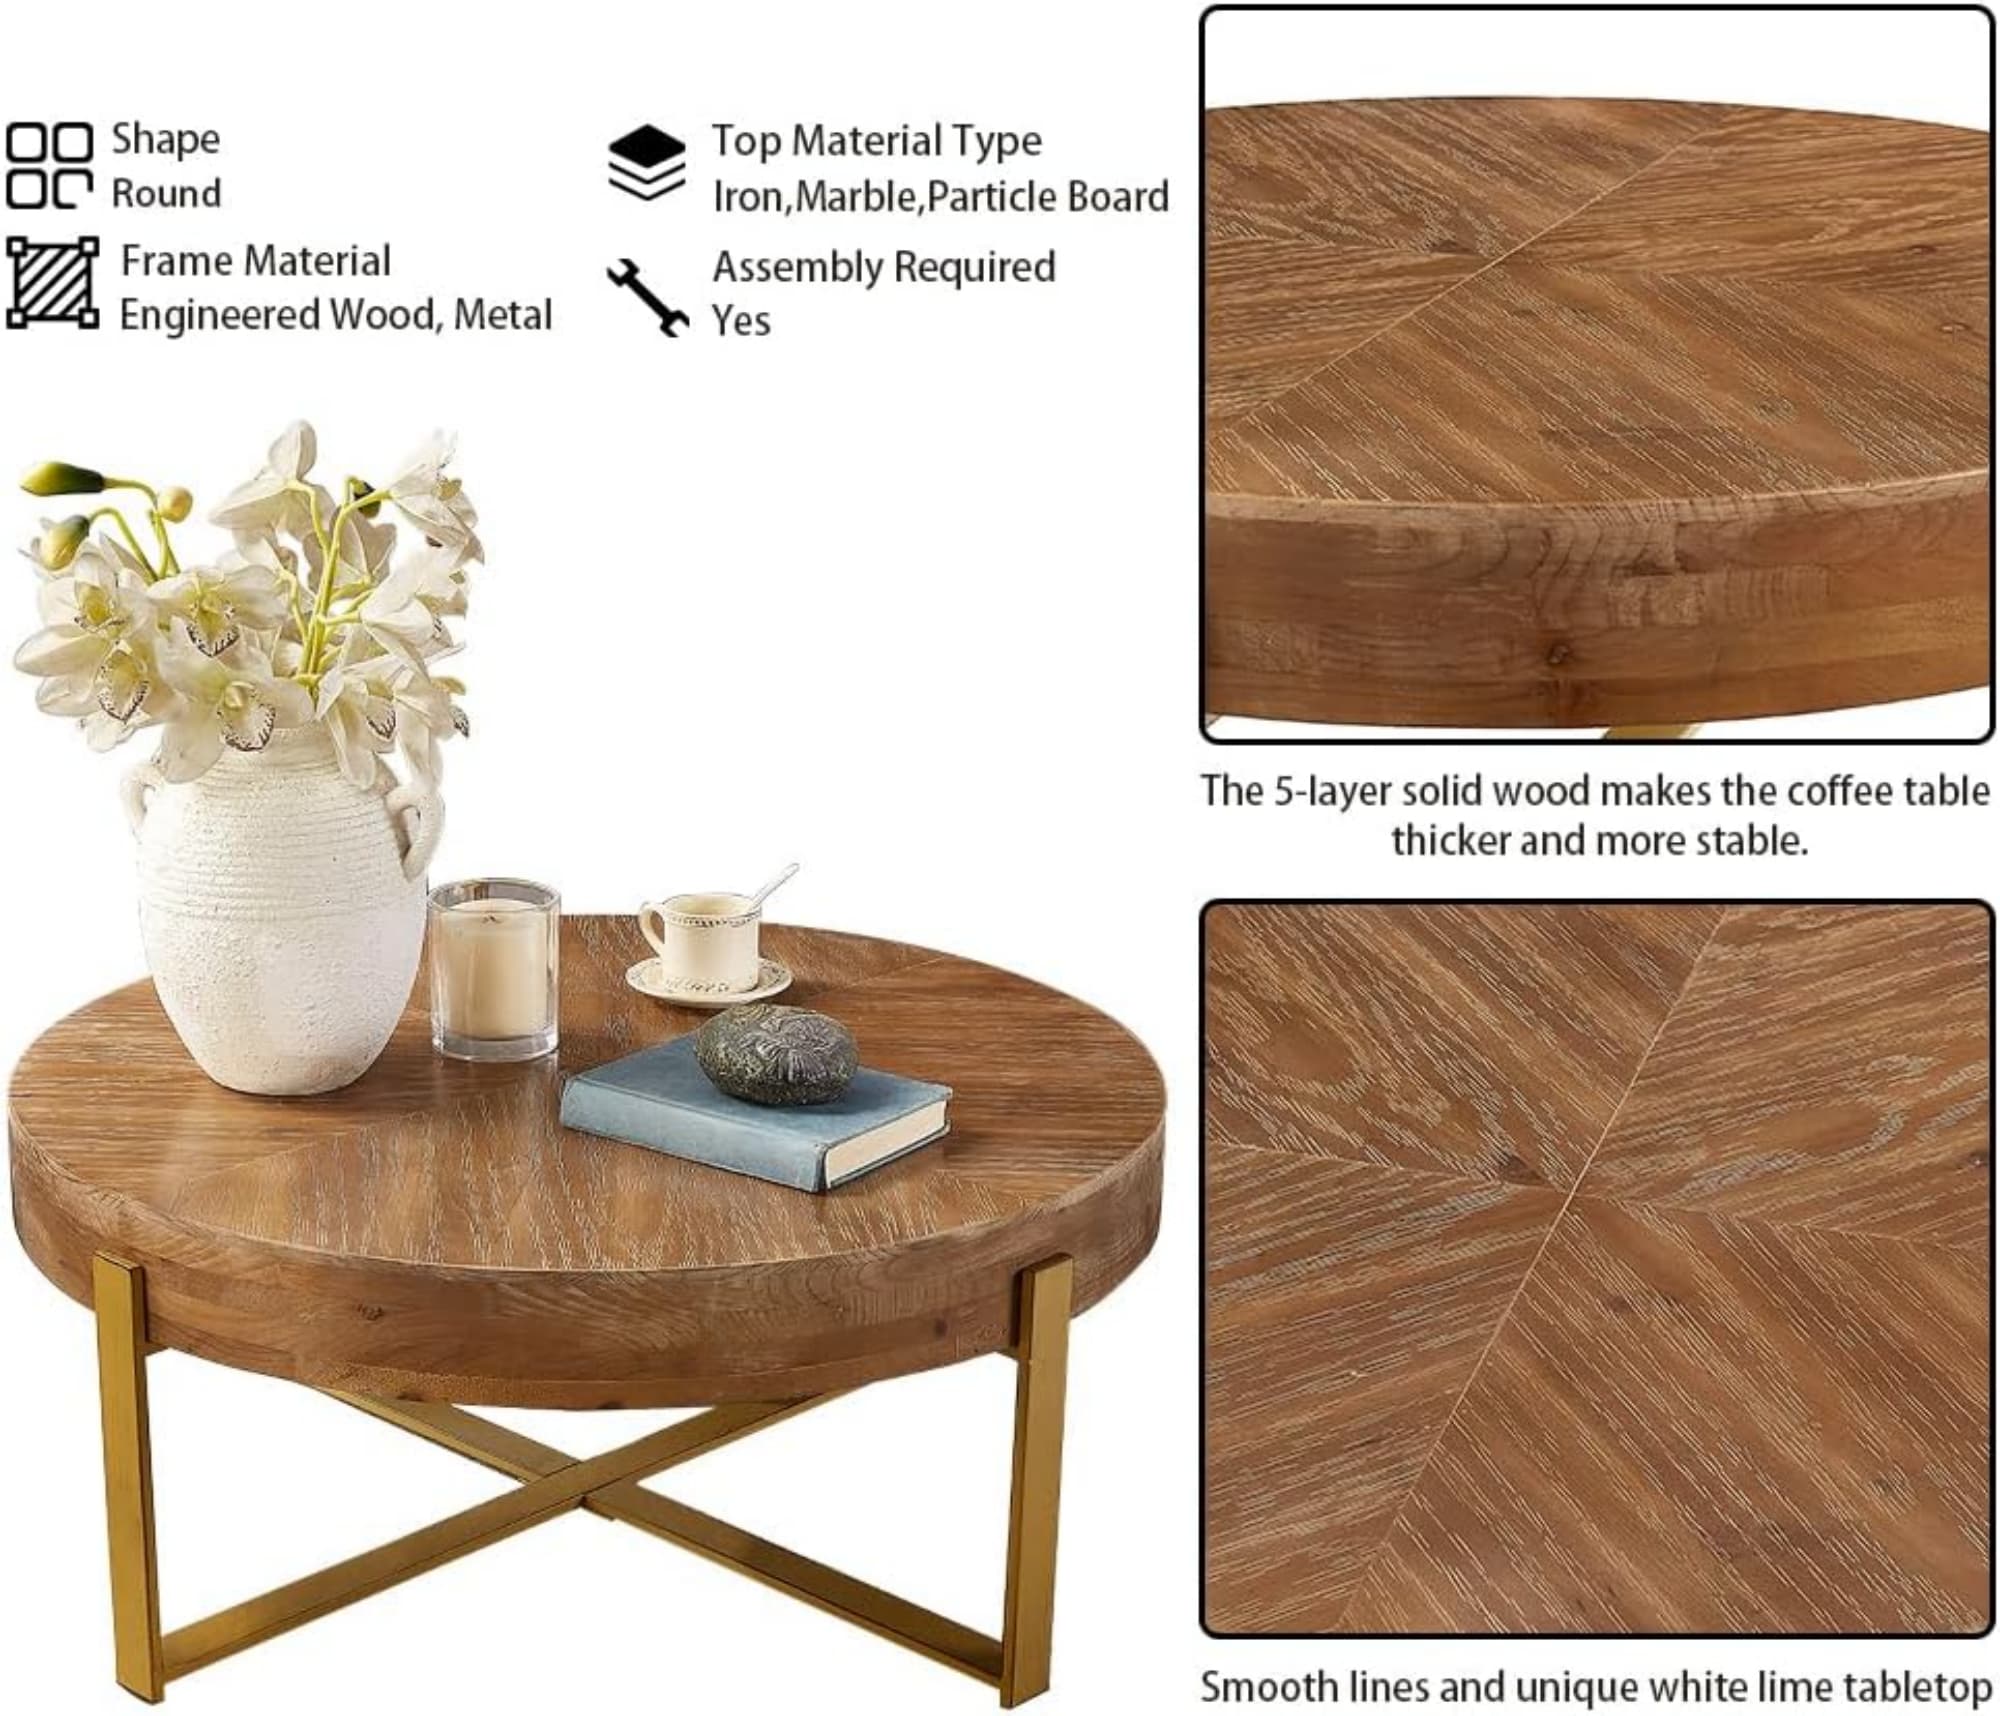 Shape
Round
Top Material Type
Iron,Marble,Particle Board
Frame Material
Engineered Wood, Metal
Assembly Required
Yes
The 5-layer solid wood makes the coffee table
thicker and more stable.
Smooth lines and unique white lime tabletop